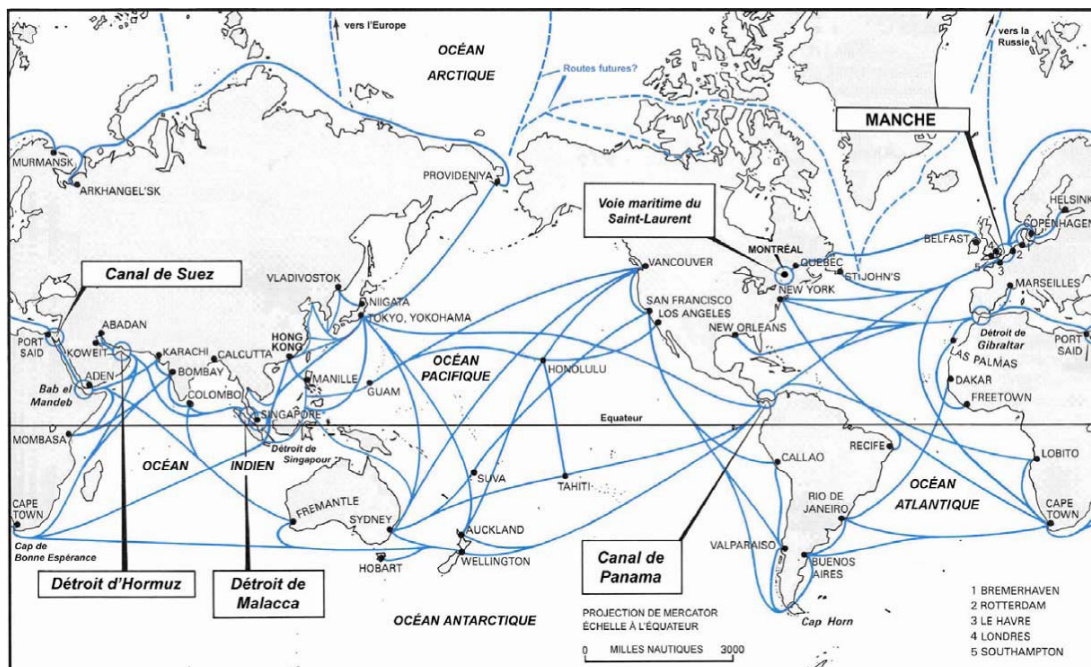 vers l'Europe
OCÉAN
ARCTIQUE
Routes futures?
vers la
Russie
MANCHE
MURMANSK
ARKHANGEL'SK
PROVIDENIYA
Voie maritime du
Saint-Laurent
HELSINK
COPENHAGEN
BELFAST
4
5
3
2
1
MONTRÉAL
QUEBEC
ST JOHN'S
VANCOUVER
Canal de Suez
VLADIVOSTOK
NIIGATA
TOKYO, YOKOHAMA
NEW YORK
MARSEILLES
SAN FRANCISCO
LOS ANGELES
NEW ORLEANS
Détroit de
Gibraltar
PORT
SAID
ABADAN
PORT
SAID
KOWEIT
KARACHI
CALCUTTA
HONG
KONG
LAS PALMAS
ADEN
BOMBAY
MANILLE
GUAM
OCÉAN
PACIFIQUE
HONOLULU
DAKAR
Bab el
Mandeb
COLOMBO
SINGAPORE
FREETOWN
Equateur
MOMBASA
Détroit de
Singapour
OCÉAN
INDIEN
SUVA
TAHITI
CALLAO
RECIFE
LOBITO
OCÉAN
ATLANTIQUE
CAPE
TOWN
FREMANTLE
SYDNEY
AUCKLAND
RIO DE
JANEIRO
CAPE
TOWN
Cap de
Bonne Espérance
HOBART
WELLINGTON
VALPARAISO
BUENOS
AIRES
Détroit d'Hormuz
Détroit de
Malacca
Canal de
Panama
OCÉAN ANTARCTIQUE
PROJECTION DE MERCATOR
ÉCHELLE À L'ÉQUATEUR
0 MILLES NAUTIQUES 3000
Cap Horn
1 BREMERHAVEN
2 ROTTERDAM
3 LE HAVRE
4 LONDRES
5 SOUTHAMPTON